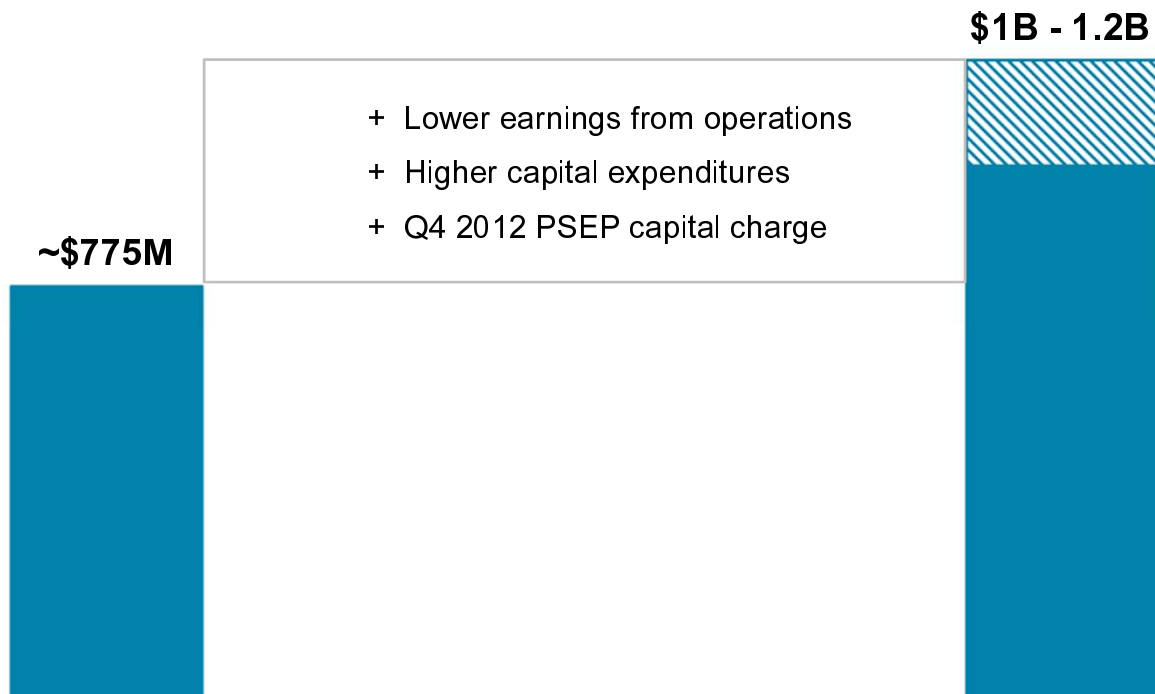 $1B - 1.2B
+ Lower earnings from operations
+ Higher capital expenditures
+ Q4 2012 PSEP capital charge
~$775M